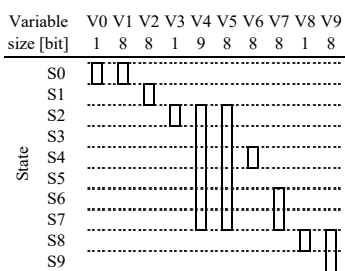 Variable V0 V1 V2 V3 V4 V5 V6 V7 V8 V9
size [bit] 1 8 8 1 9 8 8 8 1 8
State
S0
S1
S2
S3
S4
S5
S6
S7
S8
S9